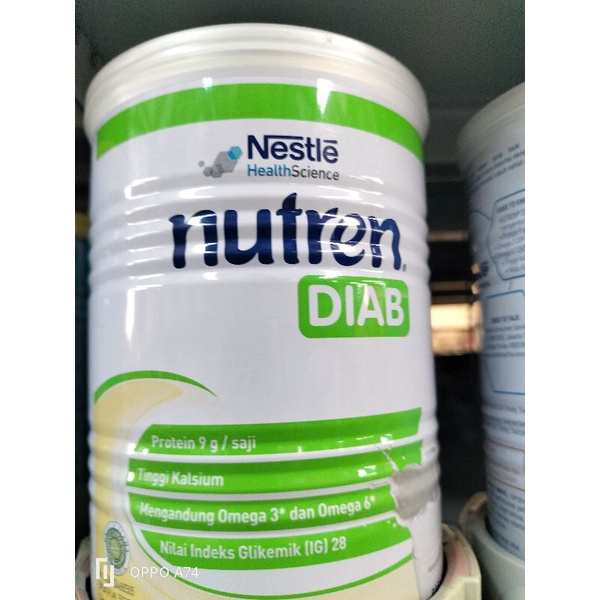 Nestlē
HealthScience
nutren
DIAB
Protein 9 g / saji
Tinggi Kalsium
Mengandung Omega 3* dan Omega 6*
Nilai Indeks Glikemik (IG) 28
OPPO A74